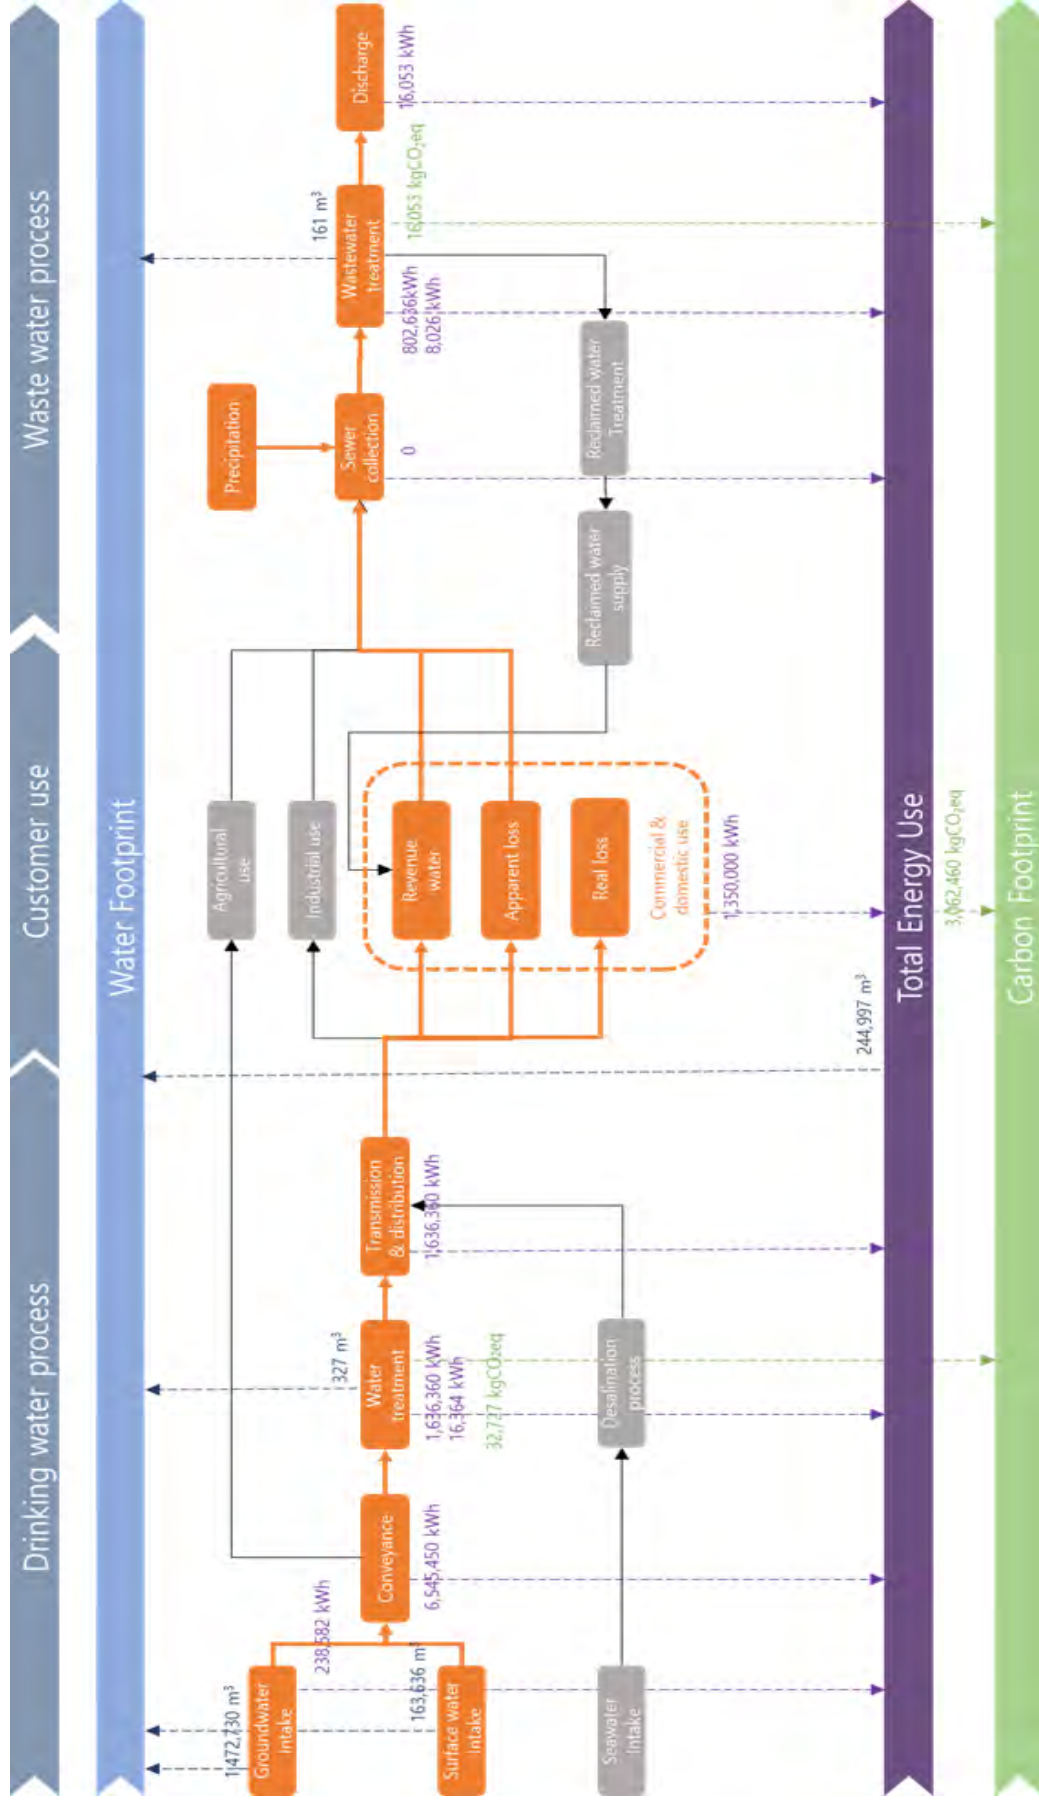 Drinking water process
Customer use
Waste water process
Water Footprint
1,472,730 m³
Groundwater
Intake
238,582 kWh
163,636 m³
Surface water
Intake
Seawater
Intake
Conveyance
6,545,450 kWh
327 m³
Water
treatment
1,636,360 kWh
16,364 kWh
32,727 kgCO₂eq
Desalination
process
Transmission
& distribution
1,636,360 kWh
244,997 m³
Agricultural
use
Industrial use
Revenue
water
Apparent loss
Real loss
Commercial &
domestic use
1,350,000 kWh
Precipitation
Sewer
collection
0
Reclaimed water
supply
Reclaimed water
Treatment
161 m³
Wastewater
treatment
802,636kWh
8,026 kWh
16,053 kgCO₂eq
Discharge
16,053 kWh
Total Energy Use
3,062,460 kgCO₂eq
Carbon Footprint